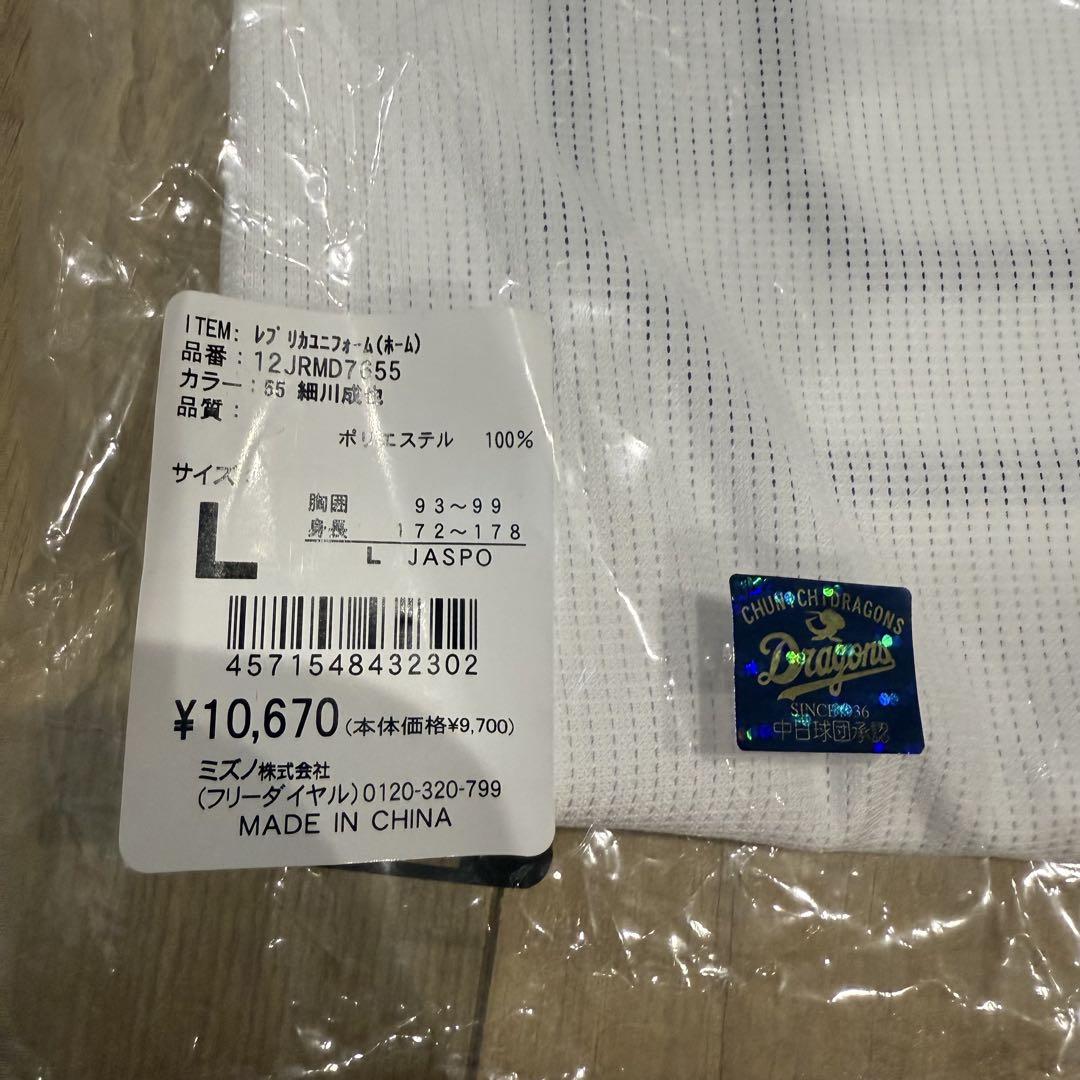 ITEM: レプリカユニフォーム(ホーム)
品番: 12JRMD7655
カラー: 55 細川成也
品質:
ポリエステル 100%
サイズ:
L
胸囲 93～99
身長 172～178
L JASPO
4571548432302
¥10,670(本体価格¥9,700)
ミズノ株式会社
(フリーダイヤル)0120-320-799
MADE IN CHINA
CHUNICHI DRAGONS
Dragons
SINCE 1936
中日球団承認